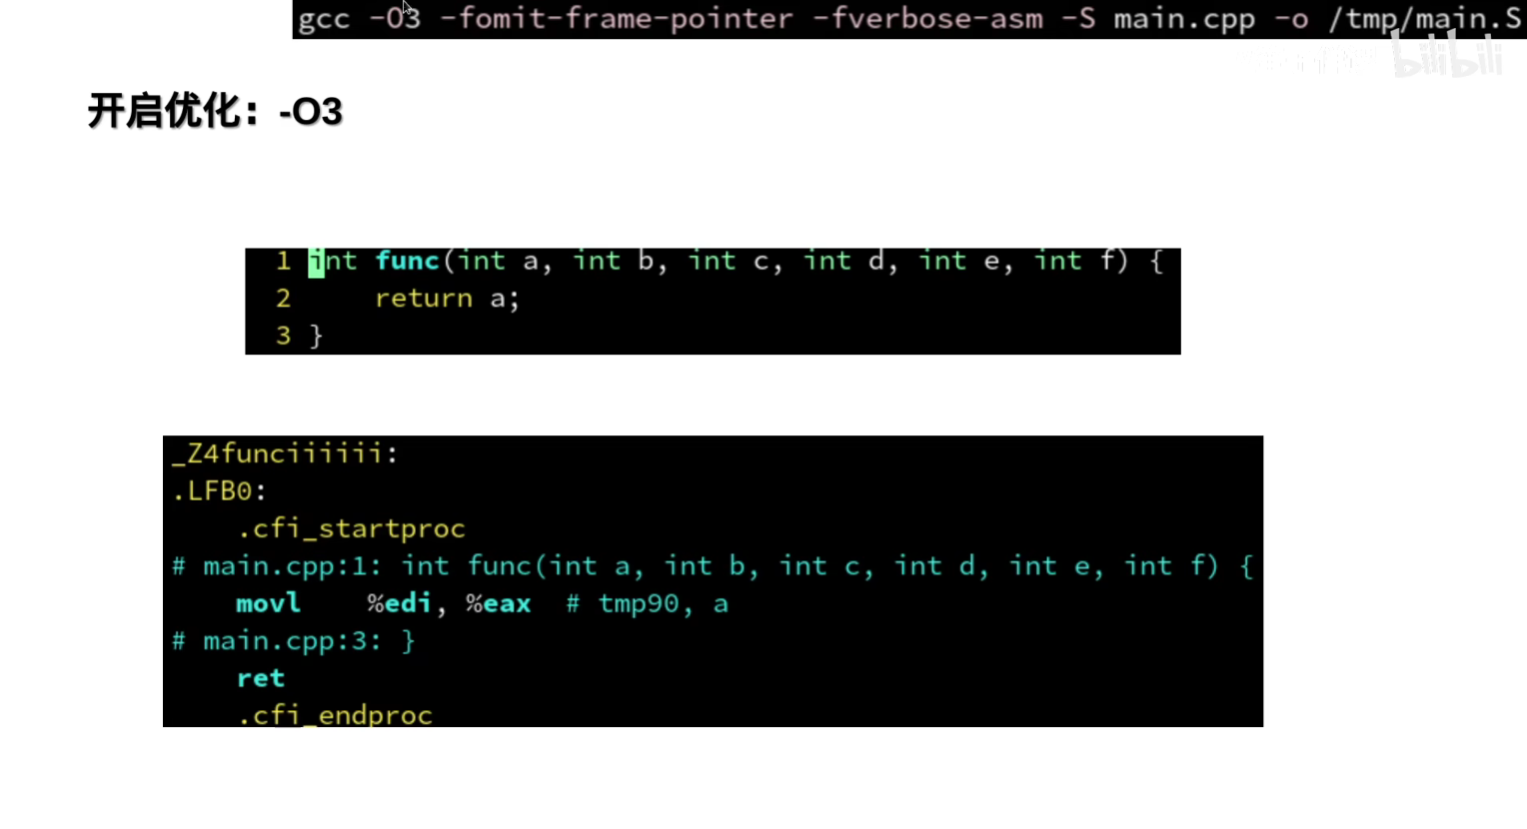 gcc -O3 -fomit-frame-pointer -fverbose-asm -S main.cpp -o /tmp/main.S
bilibili
开启优化：-O3
1 int func(int a, int b, int c, int d, int e, int f) {
2     return a;
3 }
_Z4funciiiiii:
.LFB0:
    .cfi_startproc
# main.cpp:1: int func(int a, int b, int c, int d, int e, int f) {
    movl    %edi, %eax  # tmp90, a
# main.cpp:3: }
    ret
    .cfi_endproc